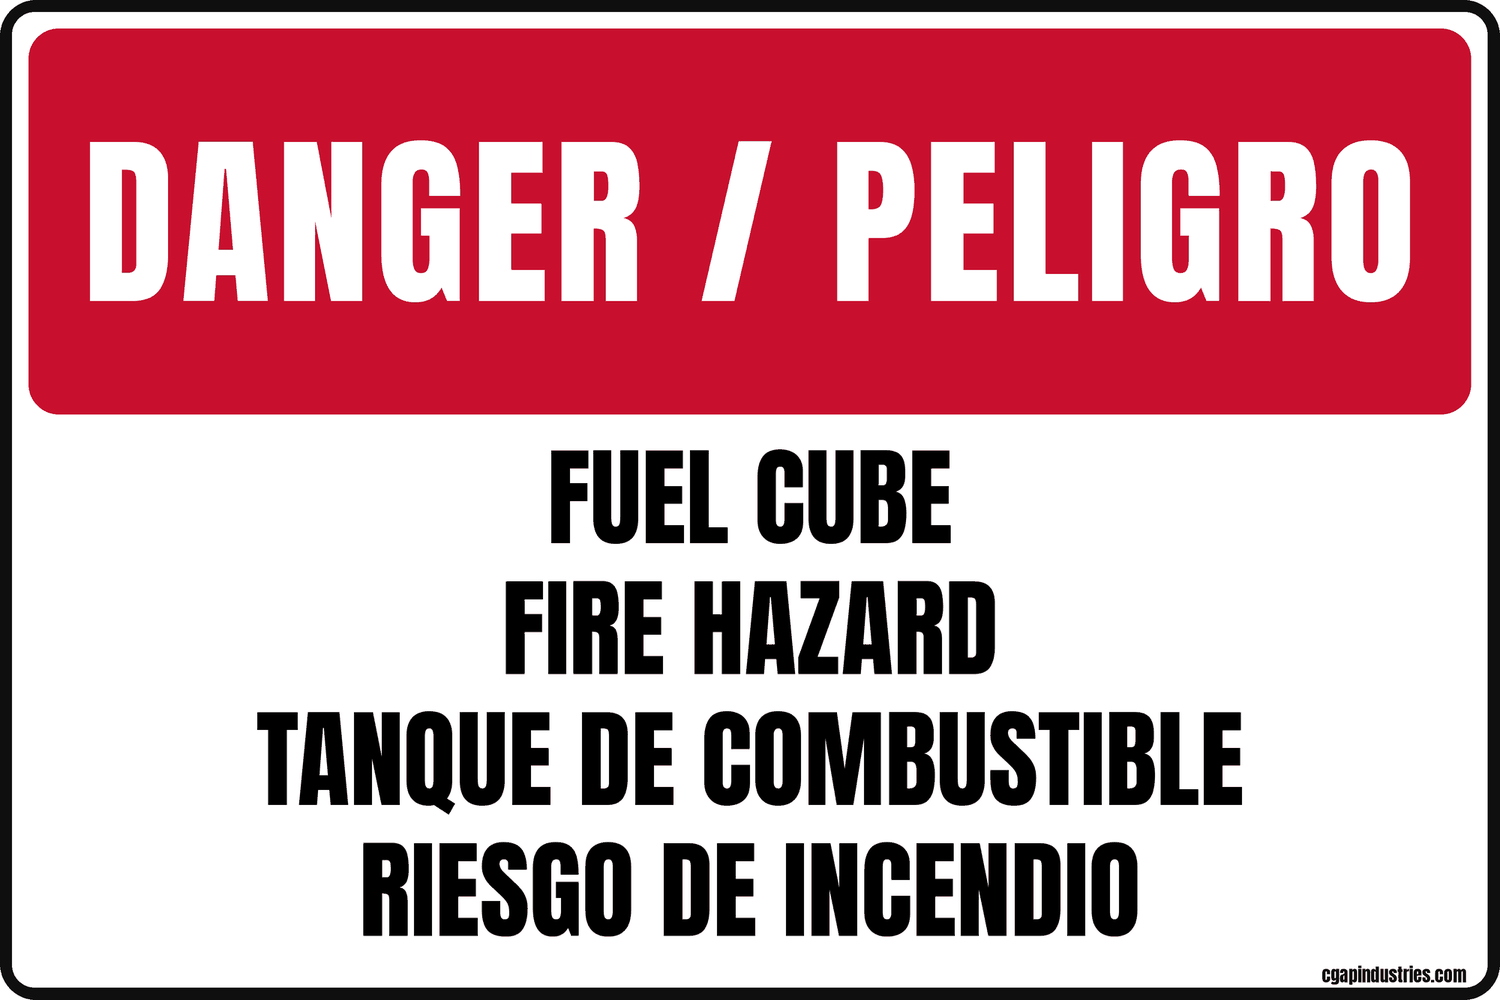 DANGER / PELIGRO
FUEL CUBE
FIRE HAZARD
TANQUE DE COMBUSTIBLE
RIESGO DE INCENDIO
cgapindustries.com